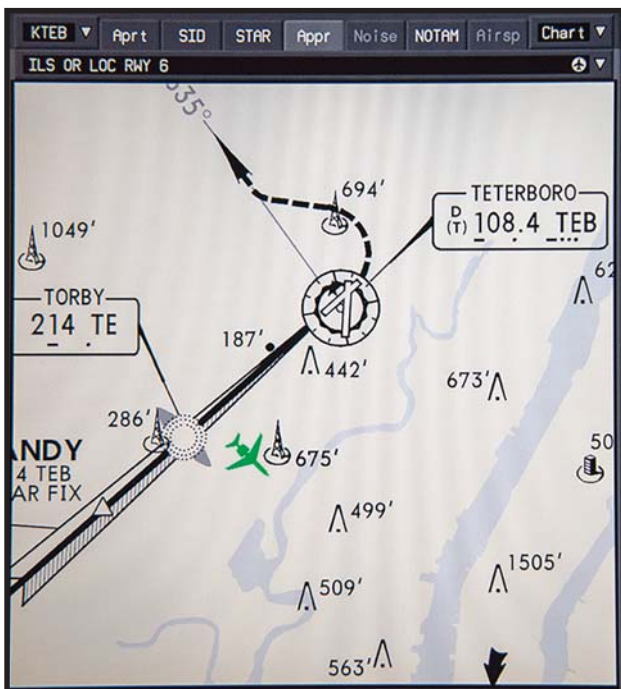 KTEB
Aprt
SID
STAR
Appr
Noise
NOTAM
Airsp
Chart
ILS OR LOC RWY 6
035°
694'
TETERBORO
D
(T) 108.4 TEB
1049'
TORBY
214 TE
187'
442'
673'
286'
675'
ANDY
4 TEB
AR FIX
50
499'
1505'
509'
563'